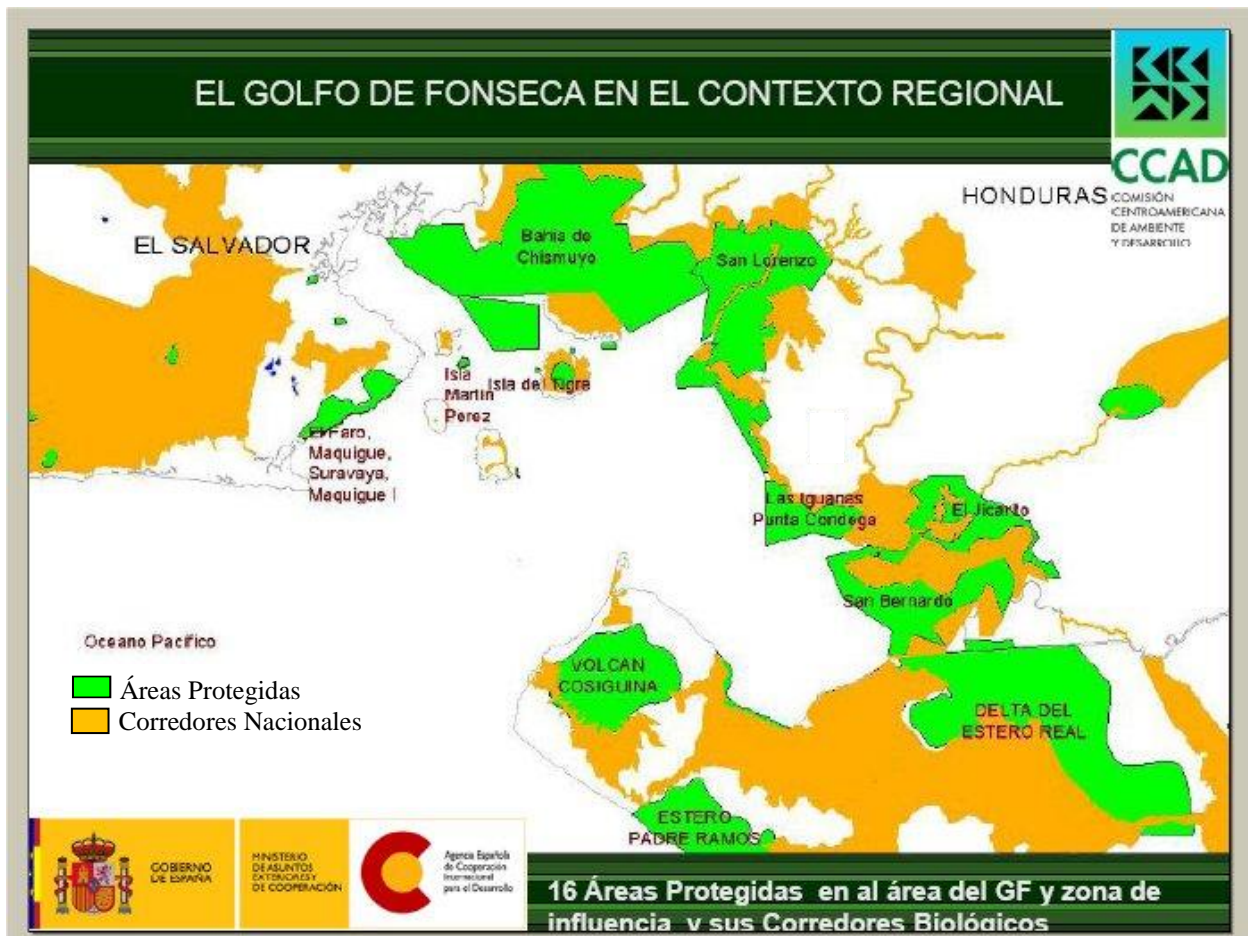 EL GOLFO DE FONSECA EN EL CONTEXTO REGIONAL
CCAD
COMISIÓN
CENTROAMERICANA
DE AMBIENTE
Y DESARROLLO
HONDURAS
EL SALVADOR
Bahia de
Chismuyo
San Lorenzo
Isla
Martin
Perez
Isla del Tigre
El Faro,
Maquigue,
Suravaya,
Maquigue I
Las Iguanas
Punta Condega
El Jicarito
San Bernardo
Oceano Pacífico
VOLCAN
COSIGUINA
DELTA DEL
ESTERO REAL
ESTERO
PADRE RAMOS
Áreas Protegidas
Corredores Nacionales
GOBIERNO
DE ESPAÑA
MINISTERIO
DE ASUNTOS
EXTERIORES Y
DE COOPERACIÓN
Agencia Española
de Cooperación
Internacional
para el Desarrollo
16 Áreas Protegidas en al área del GF y zona de
influencia y sus Corredores Biológicos